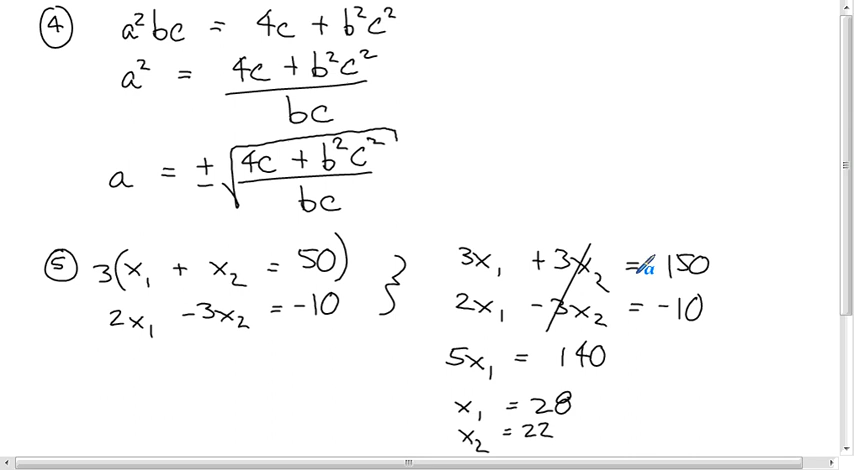 ④ a²bc = 4c + b²c²
a² = (4c + b²c²)/bc
a = ±√((4c + b²c²)/bc)
⑤ 3(x₁ + x₂ = 50)
2x₁ -3x₂ = -10 }
3x₁ + 3x₂ = 150
2x₁ -3x₂ = -10
5x₁ = 140
x₁ = 28
x₂ = 22